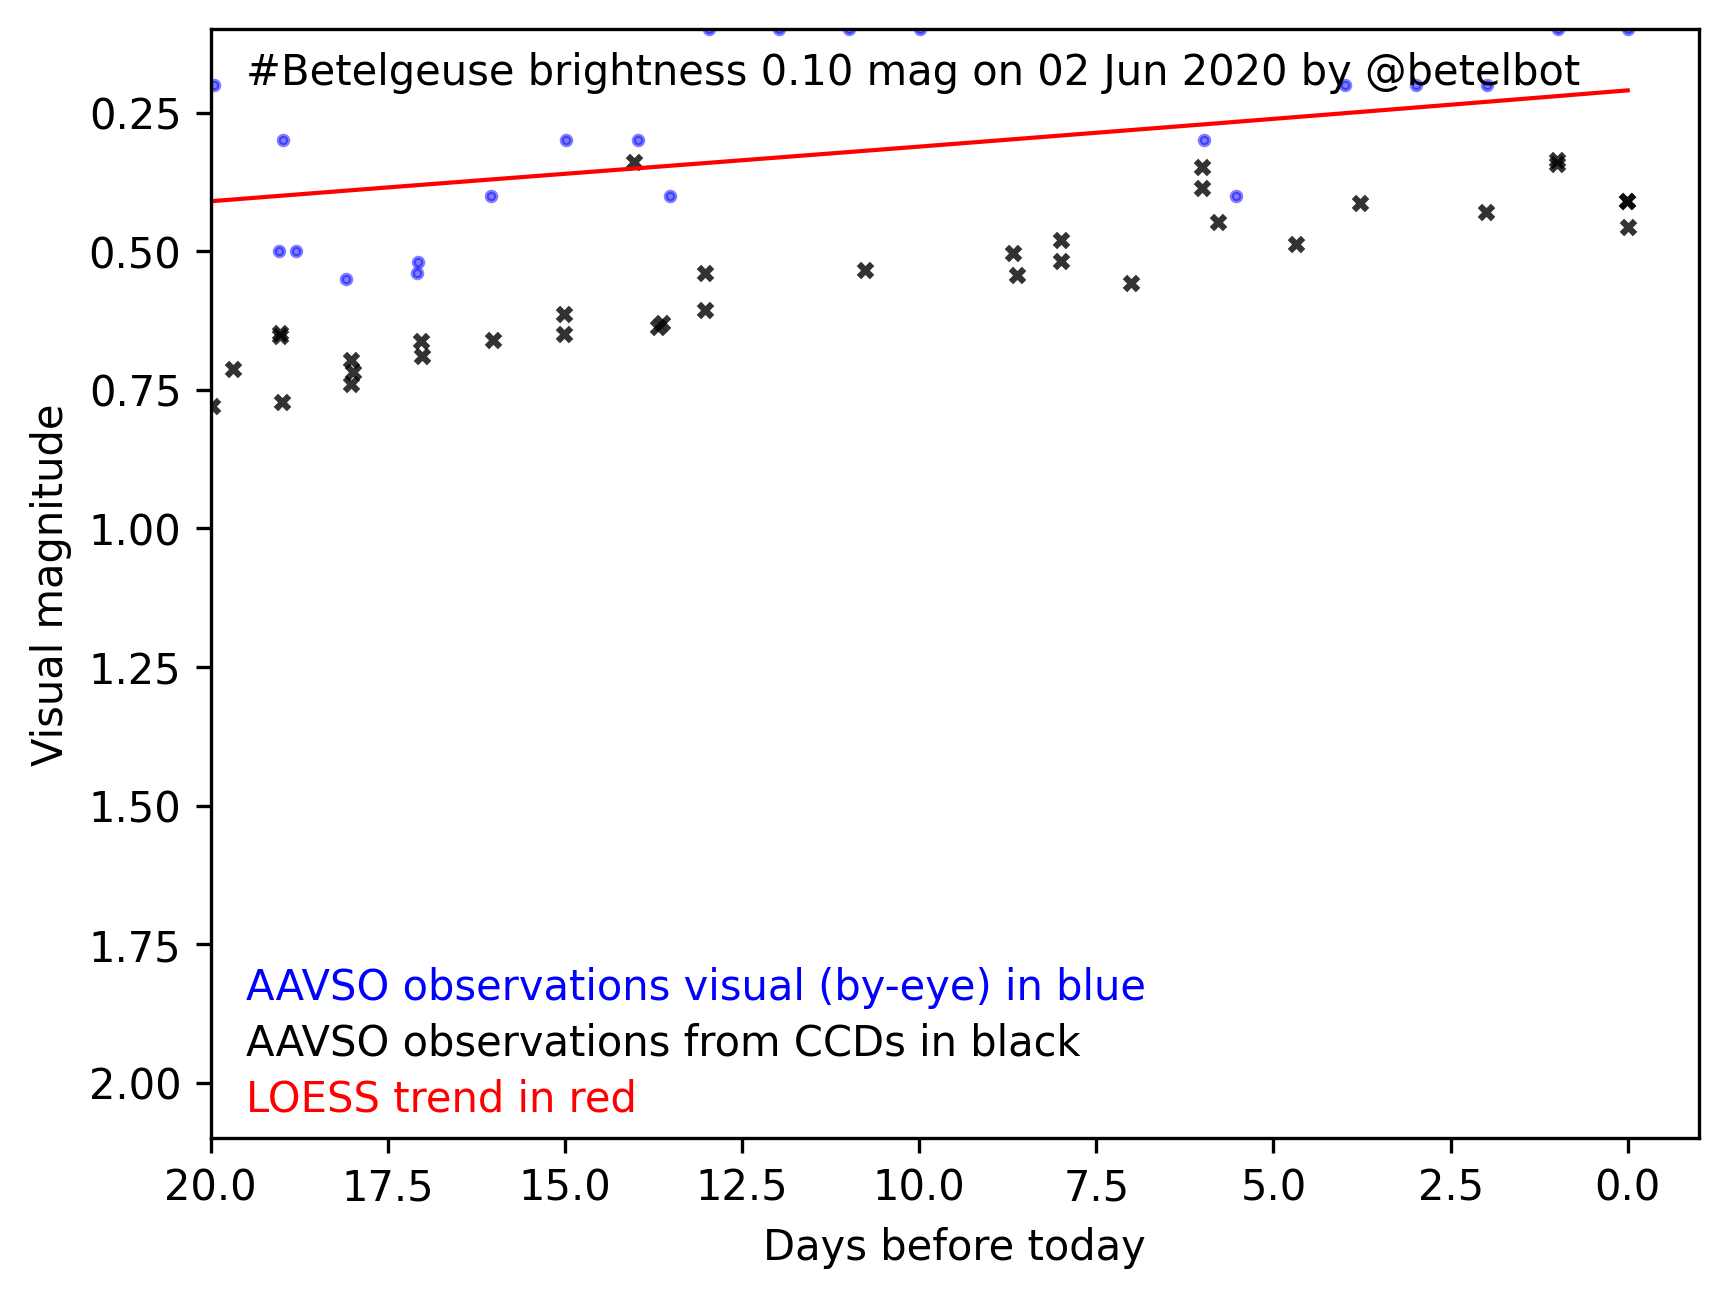 #Betelgeuse brightness 0.10 mag on 02 Jun 2020 by @betelbot
0.25
0.50
0.75
1.00
1.25
1.50
1.75
2.00
Visual magnitude
AAVSO observations visual (by-eye) in blue
AAVSO observations from CCDs in black
LOESS trend in red
20.0 17.5 15.0 12.5 10.0 7.5 5.0 2.5 0.0
Days before today